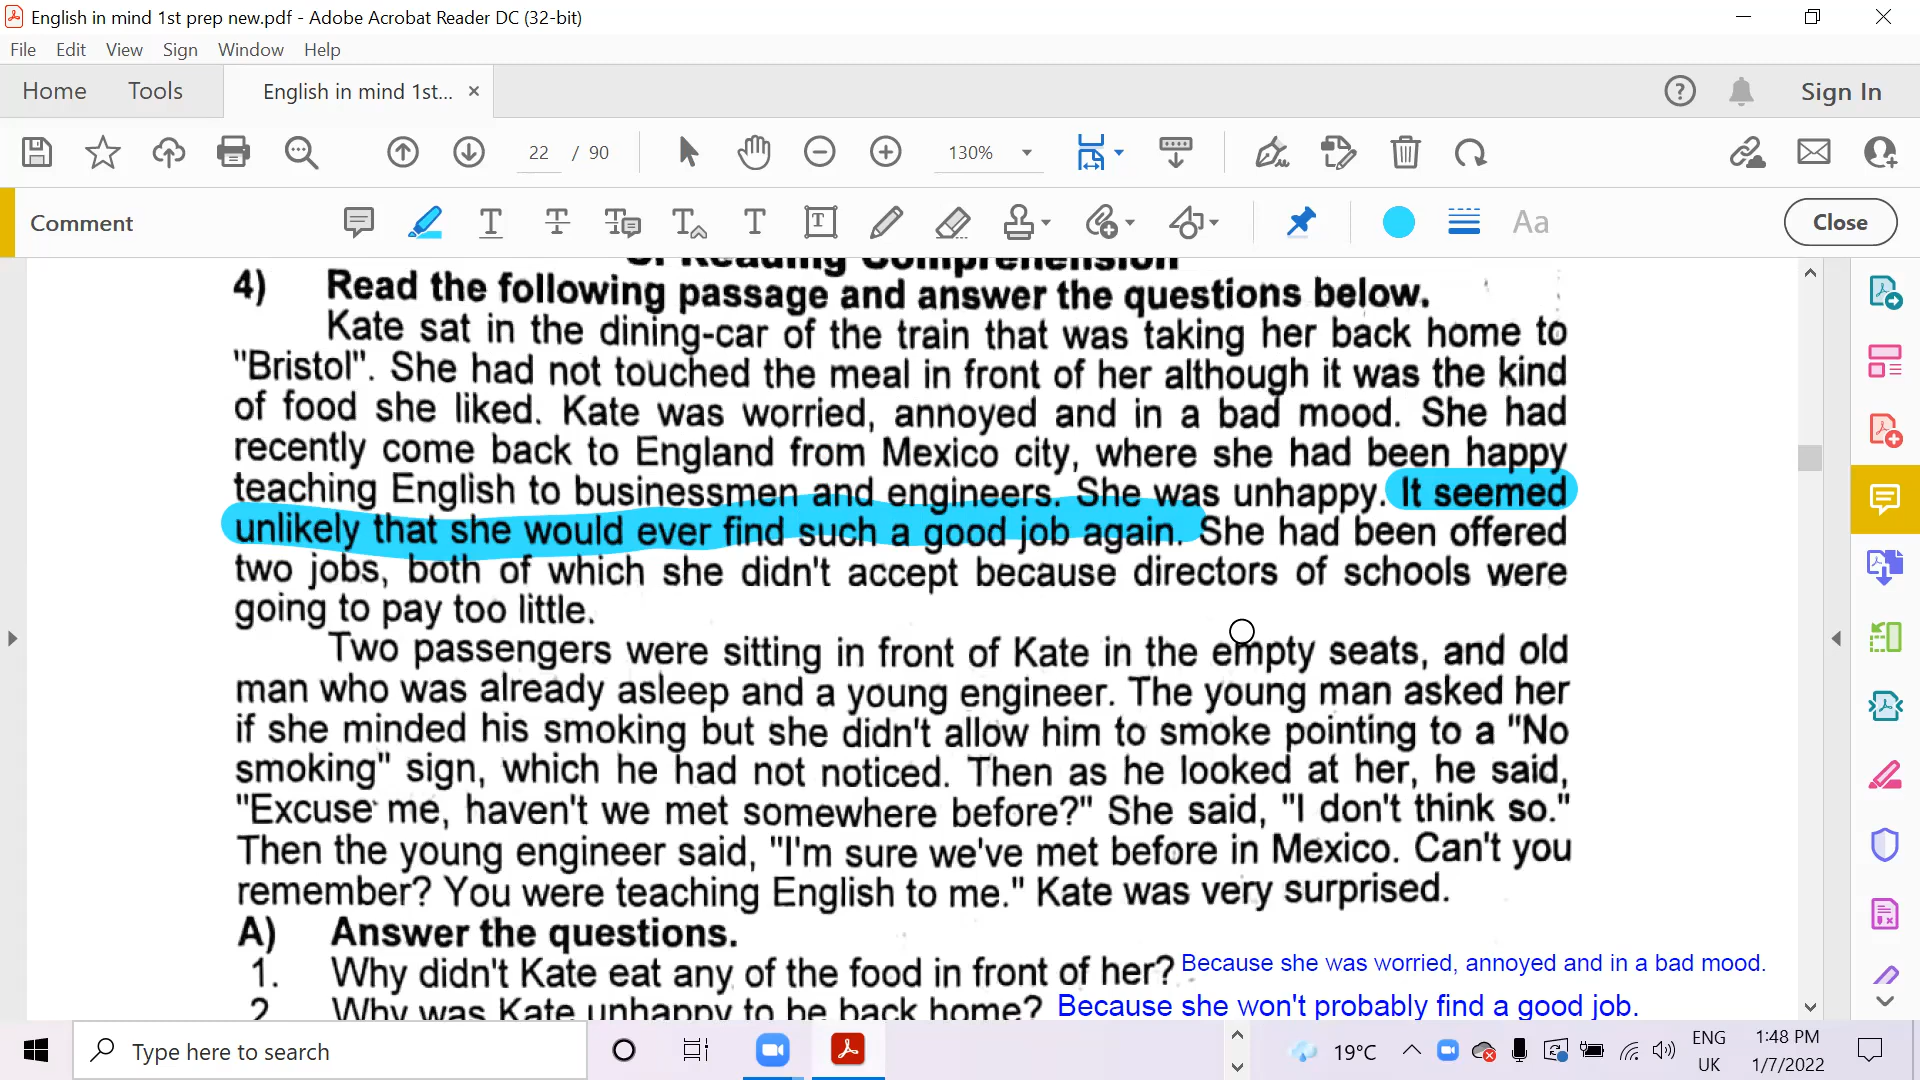 English in mind 1st prep new.pdf - Adobe Acrobat Reader DC (32-bit)
File Edit View Sign Window Help
Home Tools English in mind 1st... × Sign In
22 / 90 130%
Comment Aa Close
C. Reading Comprehension
4) Read the following passage and answer the questions below.
Kate sat in the dining-car of the train that was taking her back home to
"Bristol". She had not touched the meal in front of her although it was the kind
of food she liked. Kate was worried, annoyed and in a bad mood. She had
recently come back to England from Mexico city, where she had been happy
teaching English to businessmen and engineers. She was unhappy. It seemed
unlikely that she would ever find such a good job again. She had been offered
two jobs, both of which she didn't accept because directors of schools were
going to pay too little.
Two passengers were sitting in front of Kate in the empty seats, and old
man who was already asleep and a young engineer. The young man asked her
if she minded his smoking but she didn't allow him to smoke pointing to a "No
smoking" sign, which he had not noticed. Then as he looked at her, he said,
"Excuse me, haven't we met somewhere before?" She said, "I don't think so."
Then the young engineer said, "I'm sure we've met before in Mexico. Can't you
remember? You were teaching English to me." Kate was very surprised.
A) Answer the questions.
1. Why didn't Kate eat any of the food in front of her? Because she was worried, annoyed and in a bad mood.
2 Why was Kate unhappy to be back home? Because she won't probably find a good job.
Type here to search
19°C ENG 1:48 PM
UK 1/7/2022